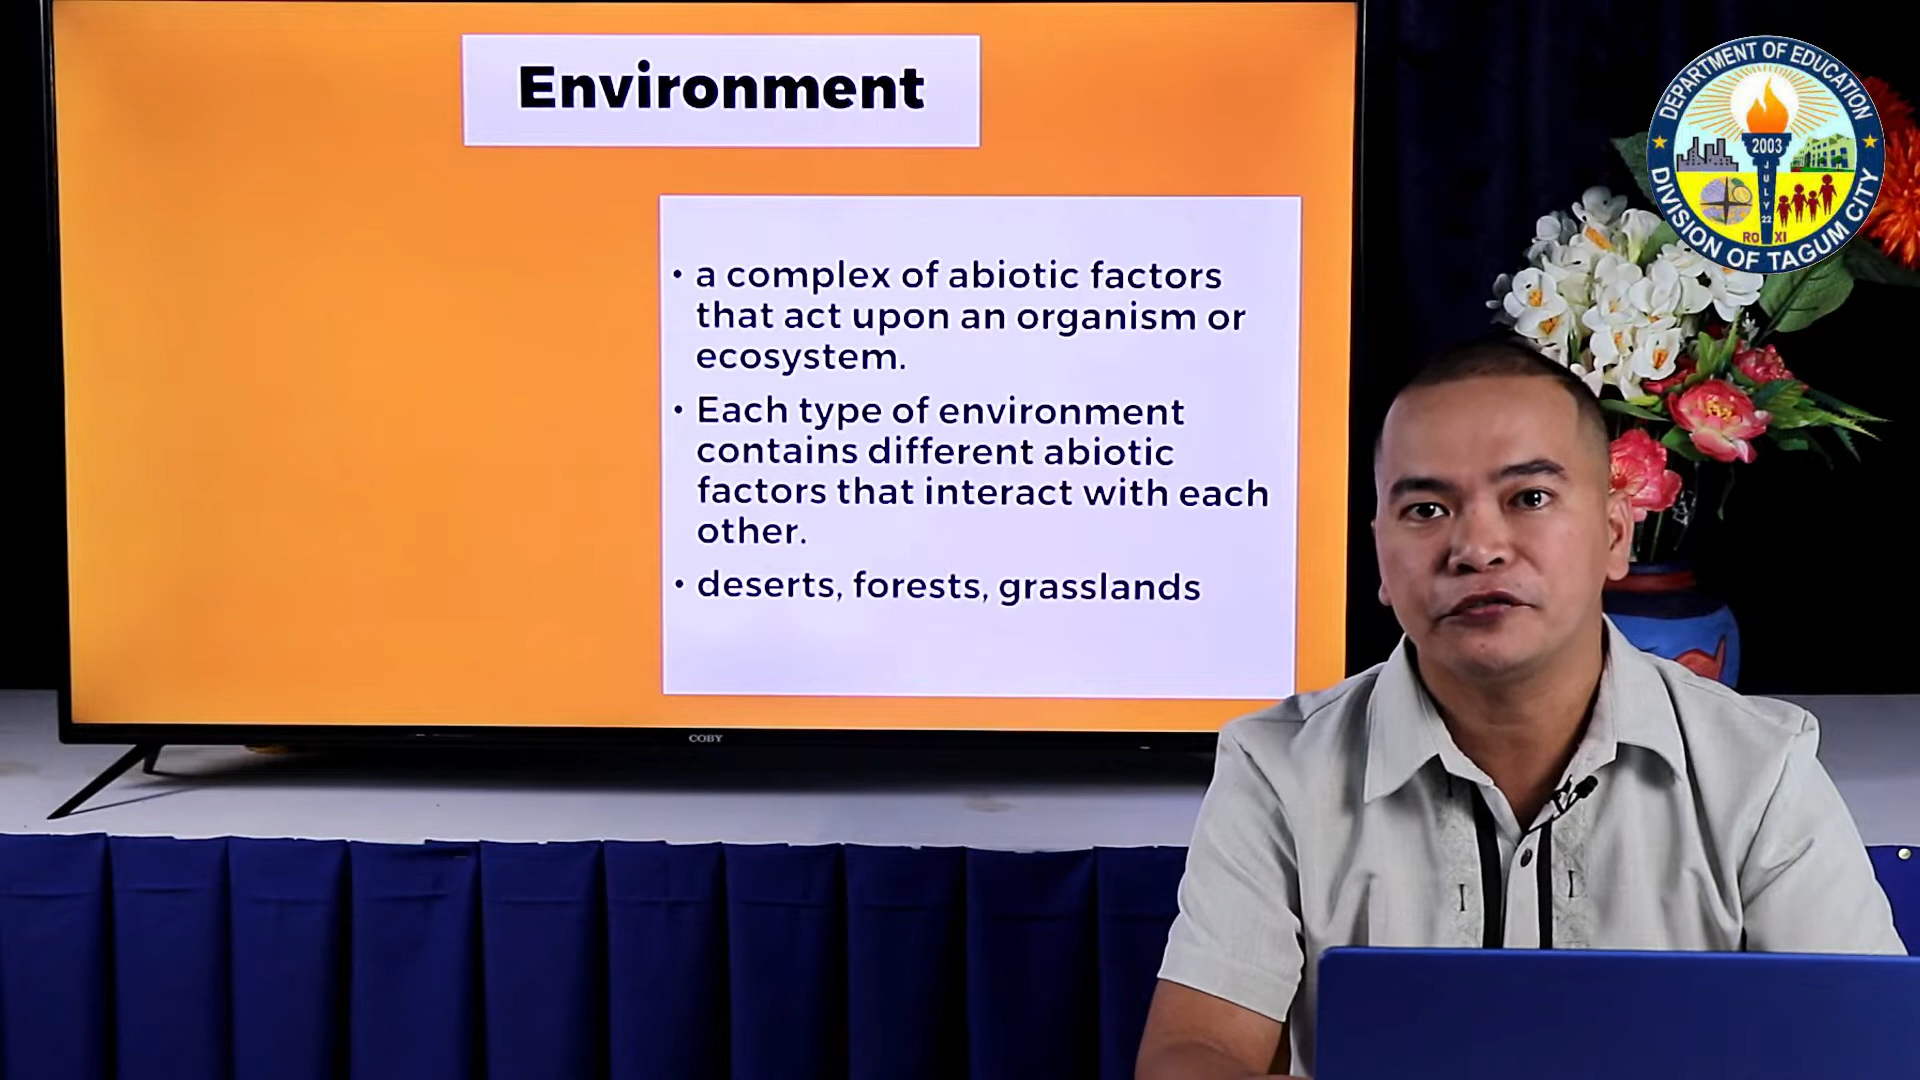 Environment
• a complex of abiotic factors
that act upon an organism or
ecosystem.
• Each type of environment
contains different abiotic
factors that interact with each
other.
• deserts, forests, grasslands
COBY
DEPARTMENT OF EDUCATION
2003
JULY
22
RO XI
DIVISION OF TAGUM CITY